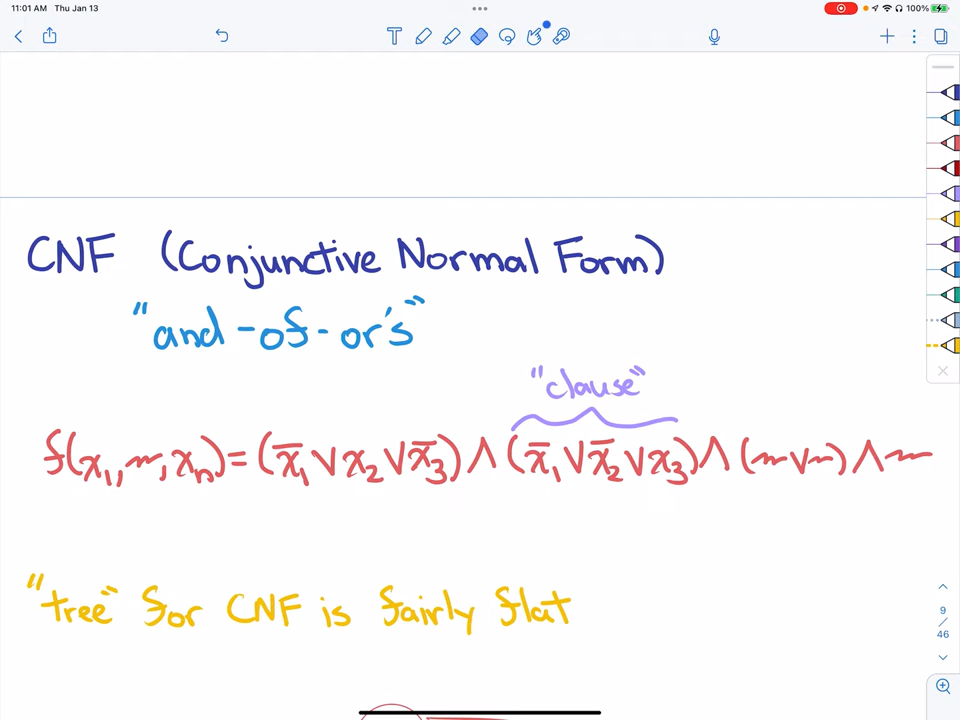 11:01 AM Thu Jan 13
100%
T
CNF (Conjunctive Normal Form)
"and-of-or's"
"clause"
f(x₁, ~, xₙ) = (x̄₁ ∨ x₂ ∨ x̄₃) ∧ (x̄₁ ∨ x̄₂ ∨ x₃) ∧ (~ ∨ ~) ∧ ~
"tree" for CNF is fairly flat
9
/
46